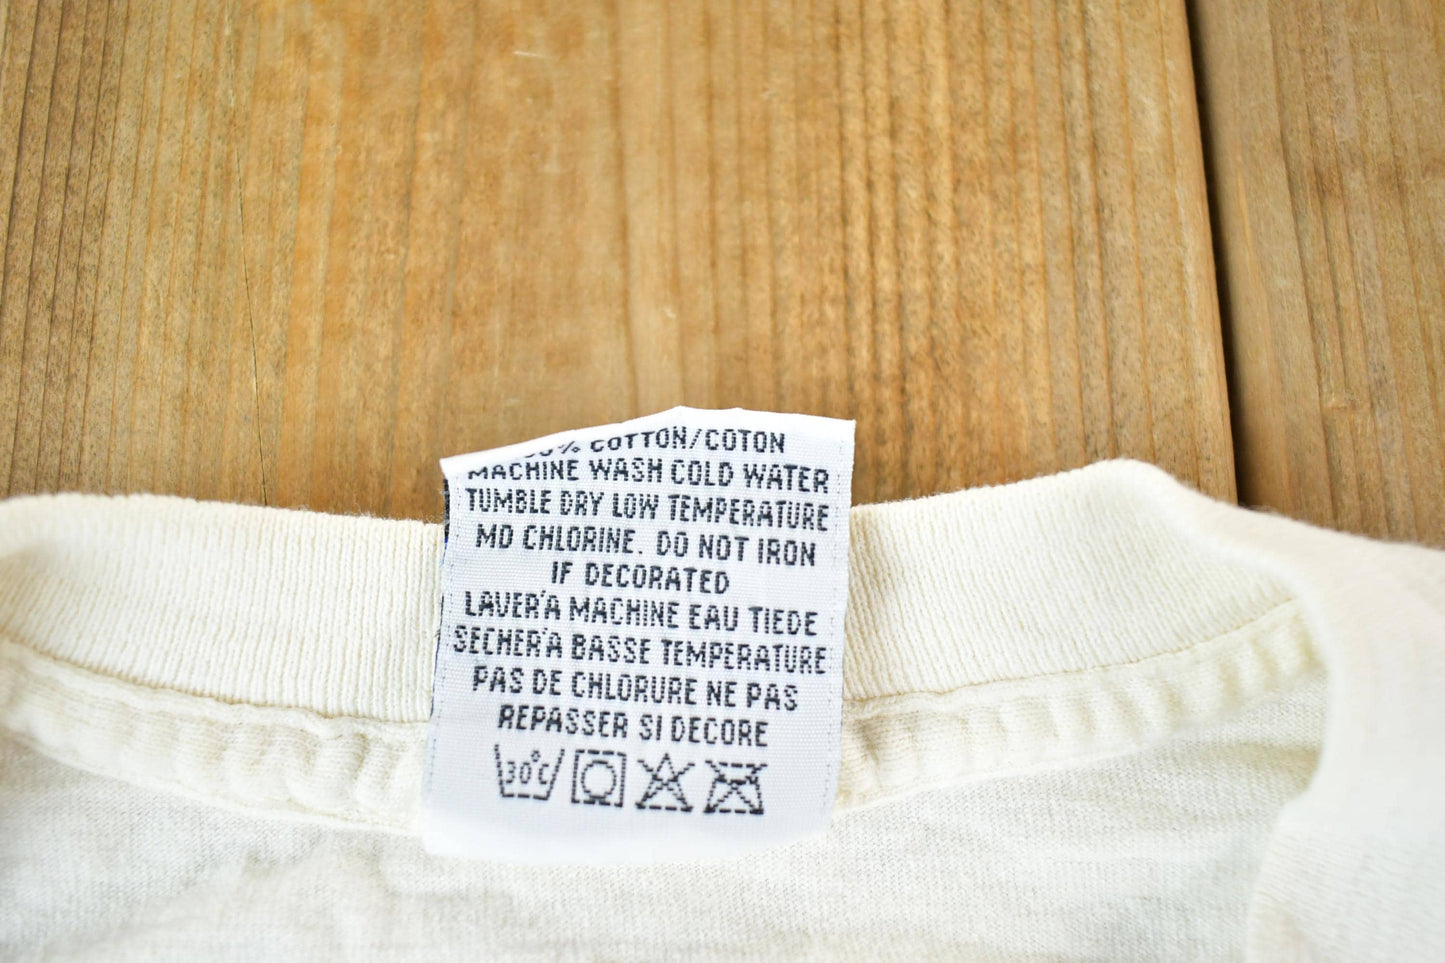 % COTTON/COTON
MACHINE WASH COLD WATER
TUMBLE DRY LOW TEMPERATURE
MD CHLORINE. DO NOT IRON
IF DECORATED
LAVER'A MACHINE EAU TIEDE
SECHER'A BASSE TEMPERATURE
PAS DE CHLORURE NE PAS
REPASSER SI DECORE
30°C